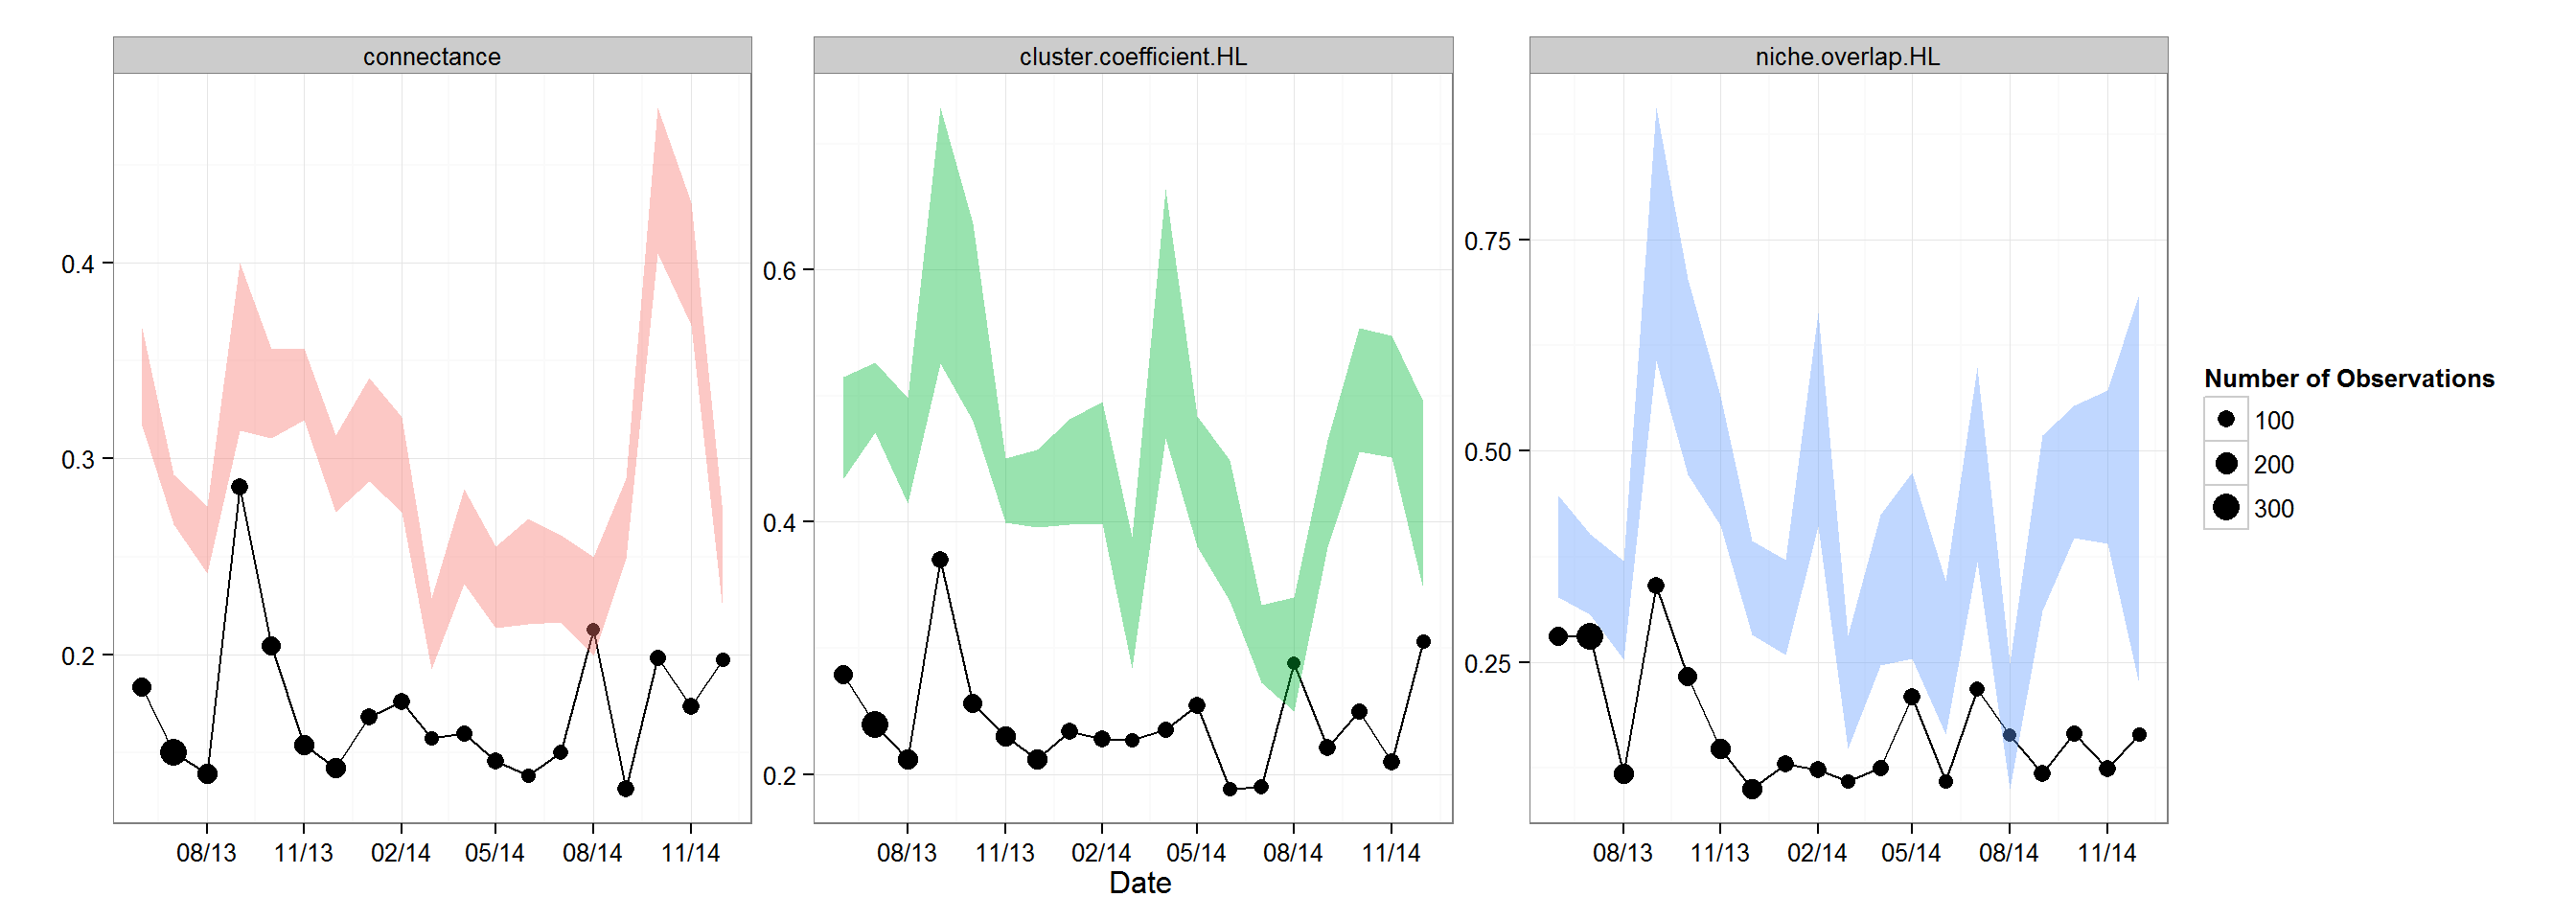 connectance
cluster.coefficient.HL
niche.overlap.HL
0.4
0.3
0.2
0.6
0.4
0.2
0.75
0.50
0.25
08/13 11/13 02/14 05/14 08/14 11/14
08/13 11/13 02/14 05/14 08/14 11/14
08/13 11/13 02/14 05/14 08/14 11/14
Date
Number of Observations
100
200
300